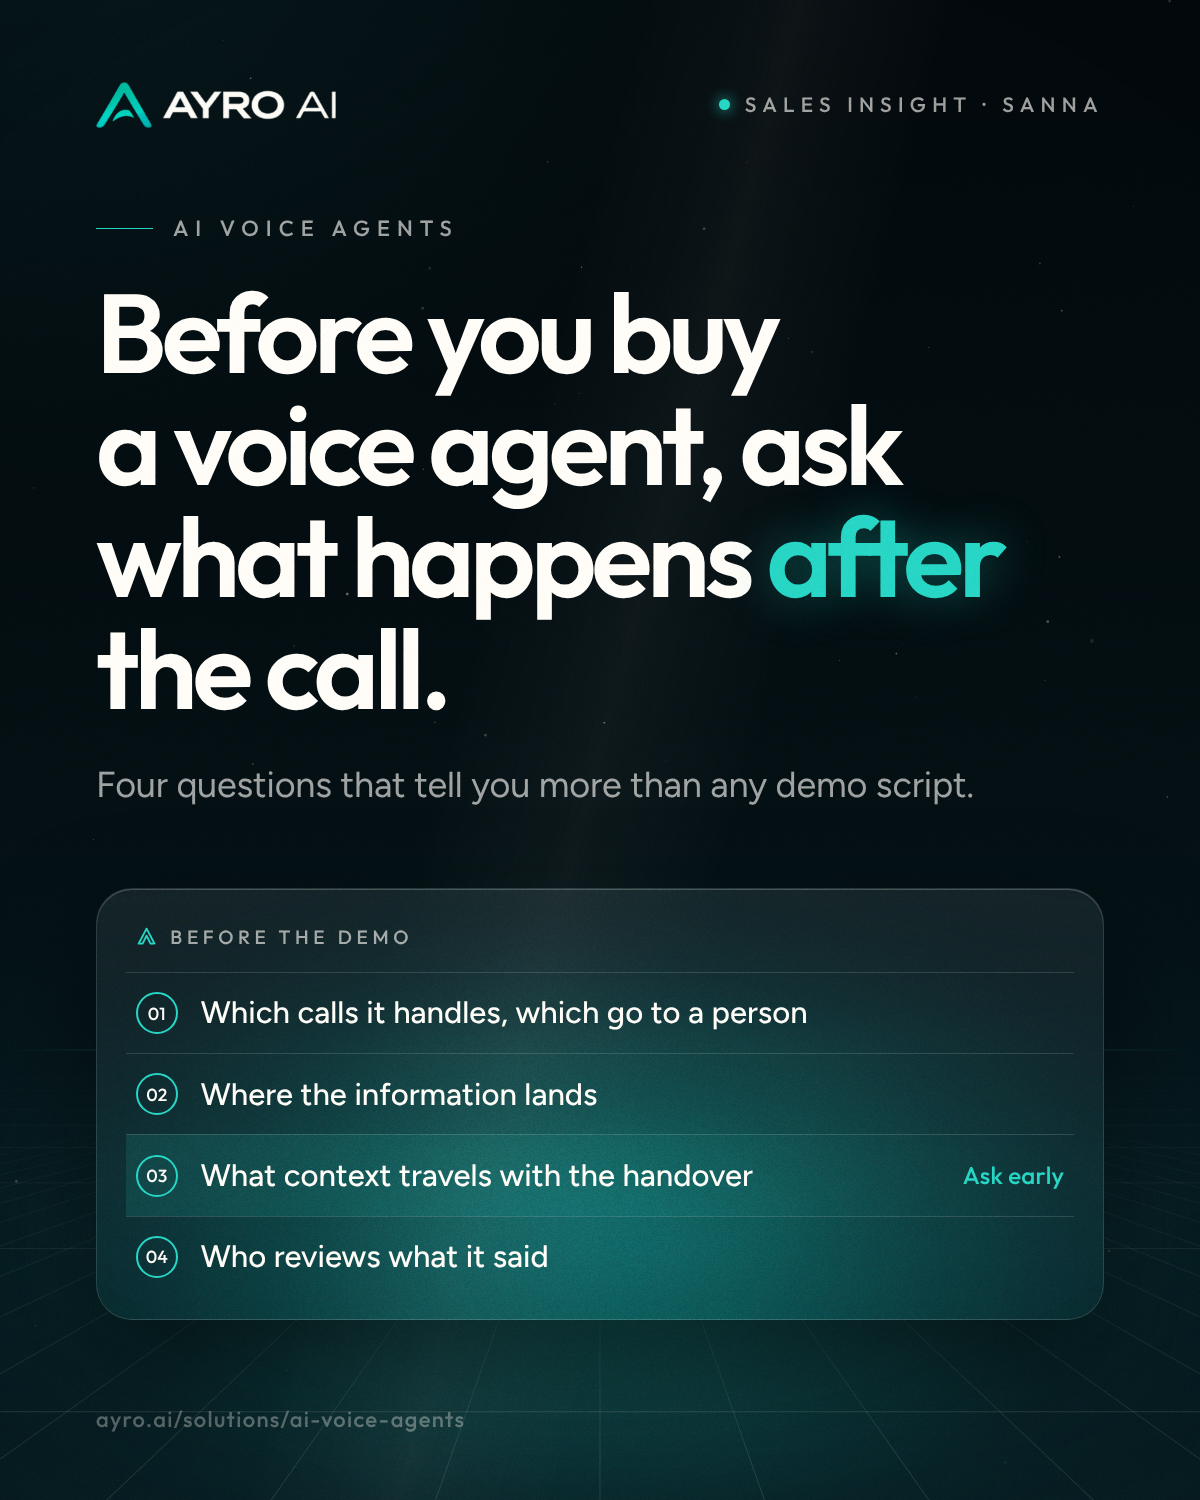 AYRO AI
SALES INSIGHT · SANNA
AI VOICE AGENTS
Before you buy
a voice agent, ask
what happens after
the call.
Four questions that tell you more than any demo script.
BEFORE THE DEMO
01 Which calls it handles, which go to a person
02 Where the information lands
03 What context travels with the handover Ask early
04 Who reviews what it said
ayro.ai/solutions/ai-voice-agents